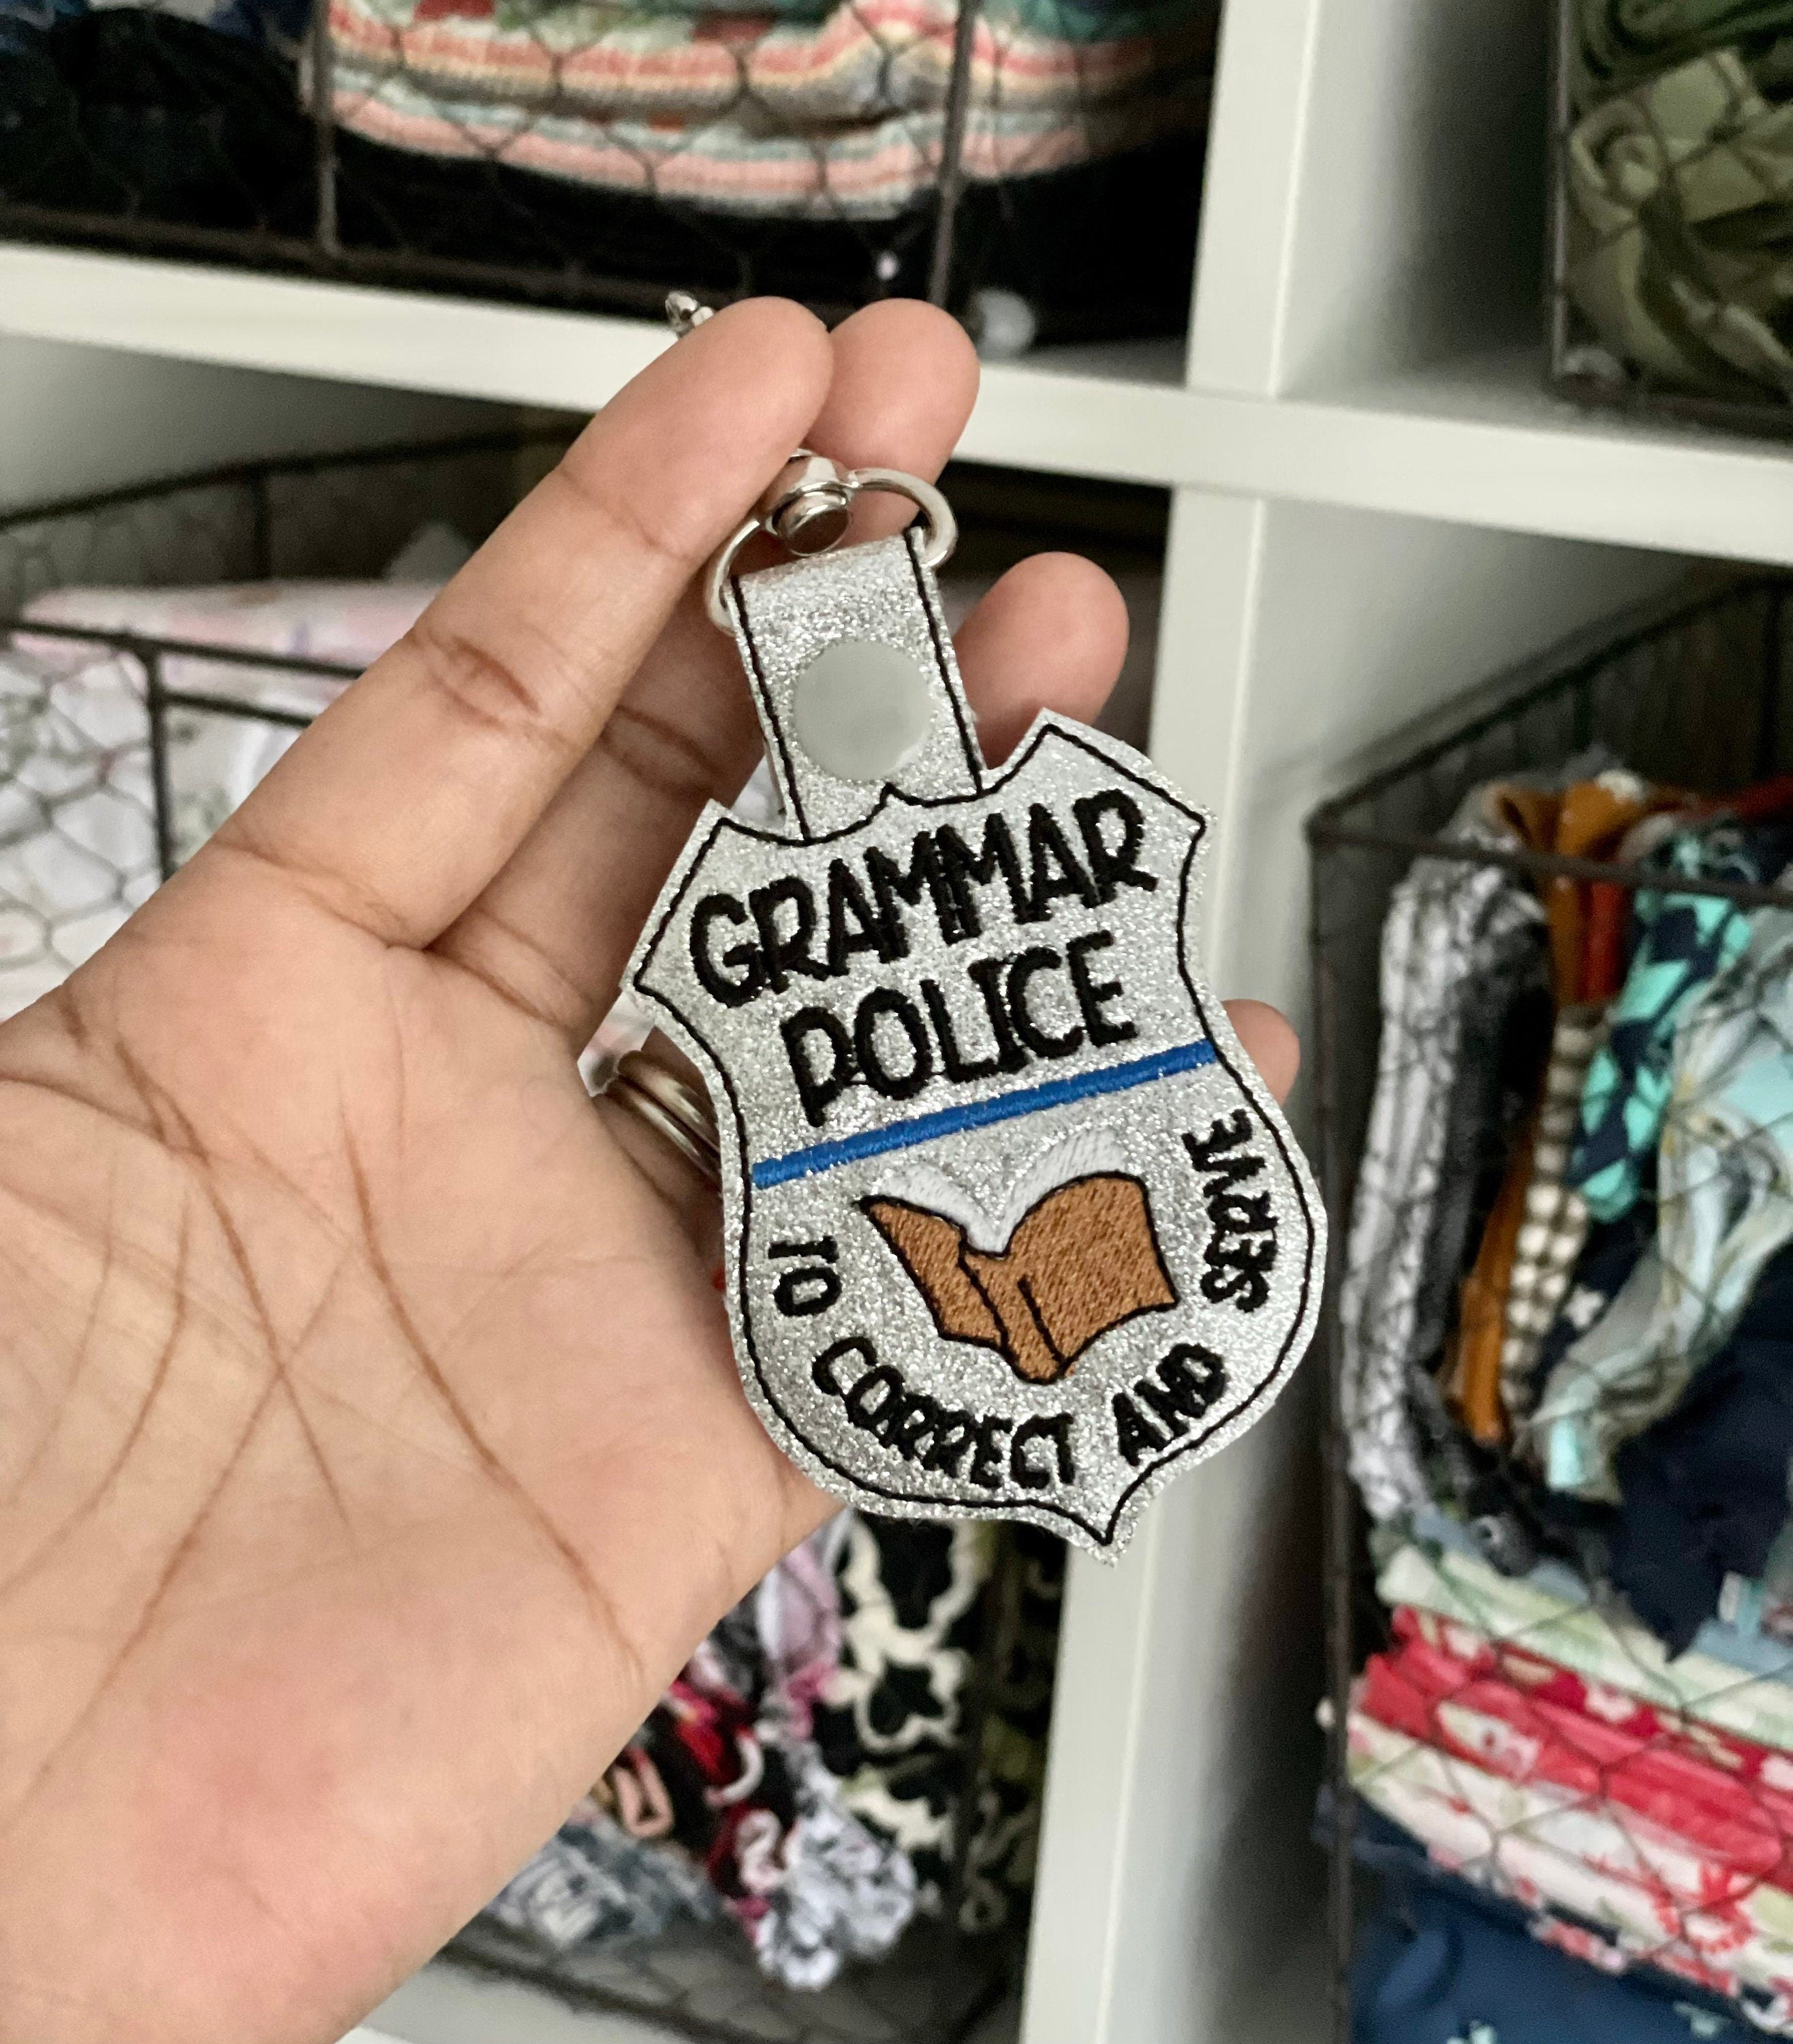 GRAMMAR
POLICE
TO CORRECT AND SERVE